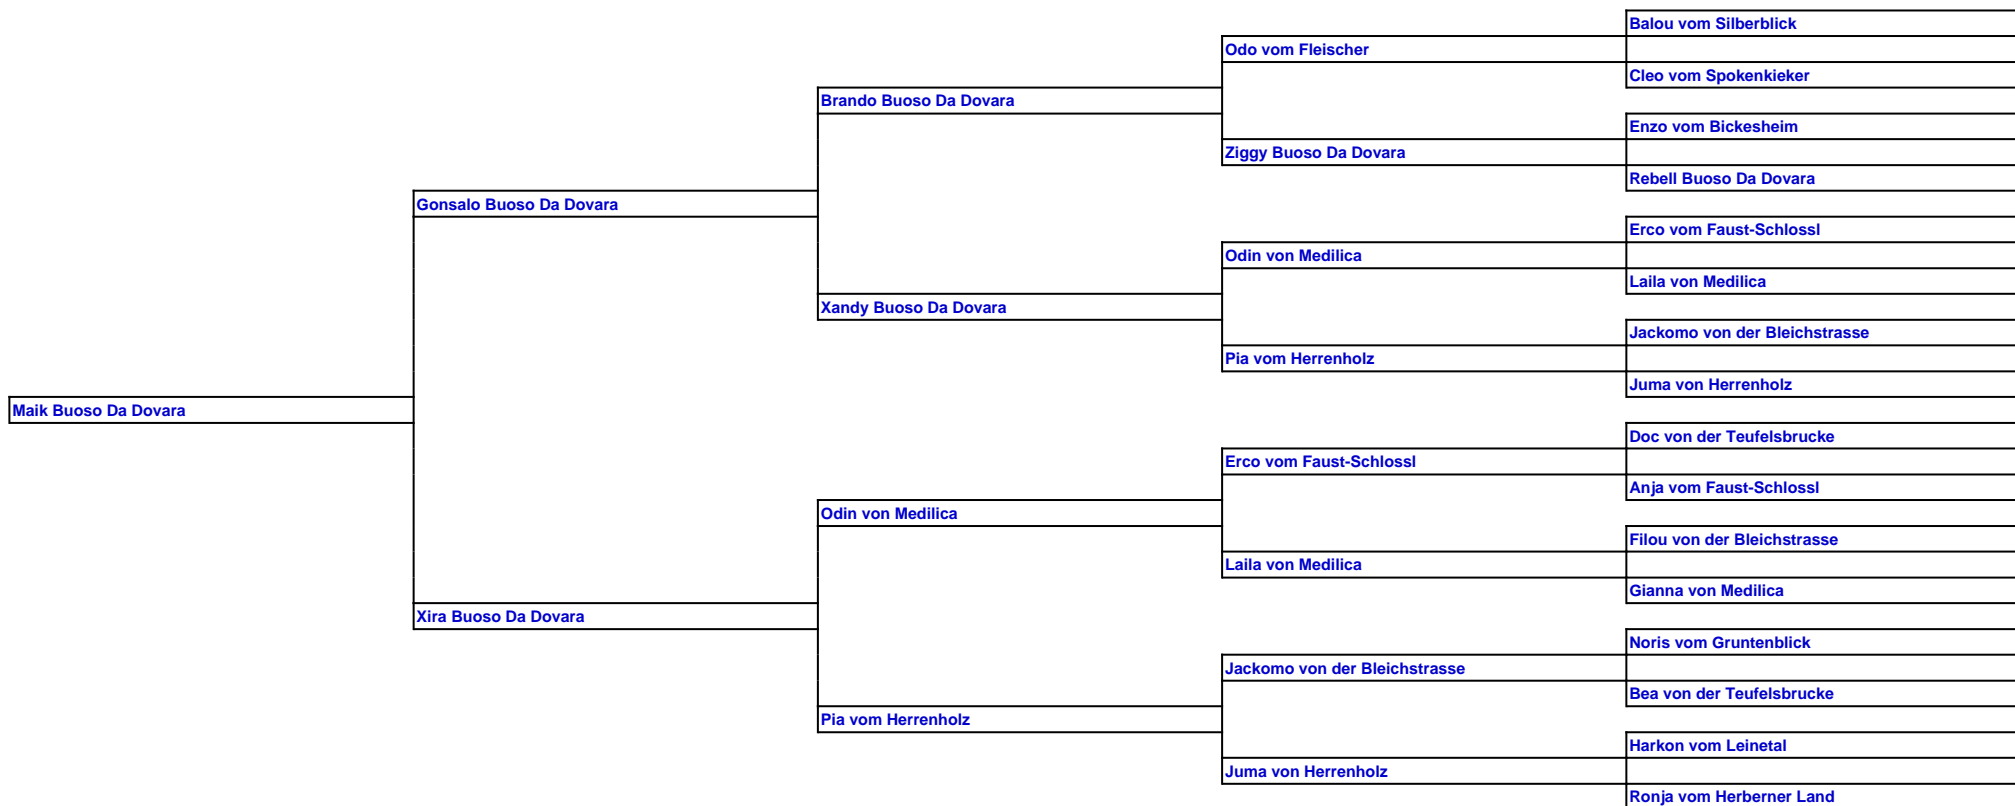 Balou vom Silberblick
Odo vom Fleischer
Cleo vom Spokenkieker
Brando Buoso Da Dovara
Enzo vom Bickesheim
Ziggy Buoso Da Dovara
Rebell Buoso Da Dovara
Gonsalo Buoso Da Dovara
Erco vom Faust-Schlossl
Odin von Medilica
Laila von Medilica
Xandy Buoso Da Dovara
Jackomo von der Bleichstrasse
Pia vom Herrenholz
Juma von Herrenholz
Maik Buoso Da Dovara
Doc von der Teufelsbrucke
Erco vom Faust-Schlossl
Anja vom Faust-Schlossl
Odin von Medilica
Filou von der Bleichstrasse
Laila von Medilica
Gianna von Medilica
Xira Buoso Da Dovara
Noris vom Gruntenblick
Jackomo von der Bleichstrasse
Bea von der Teufelsbrucke
Pia vom Herrenholz
Harkon vom Leinetal
Juma von Herrenholz
Ronja vom Herberner Land